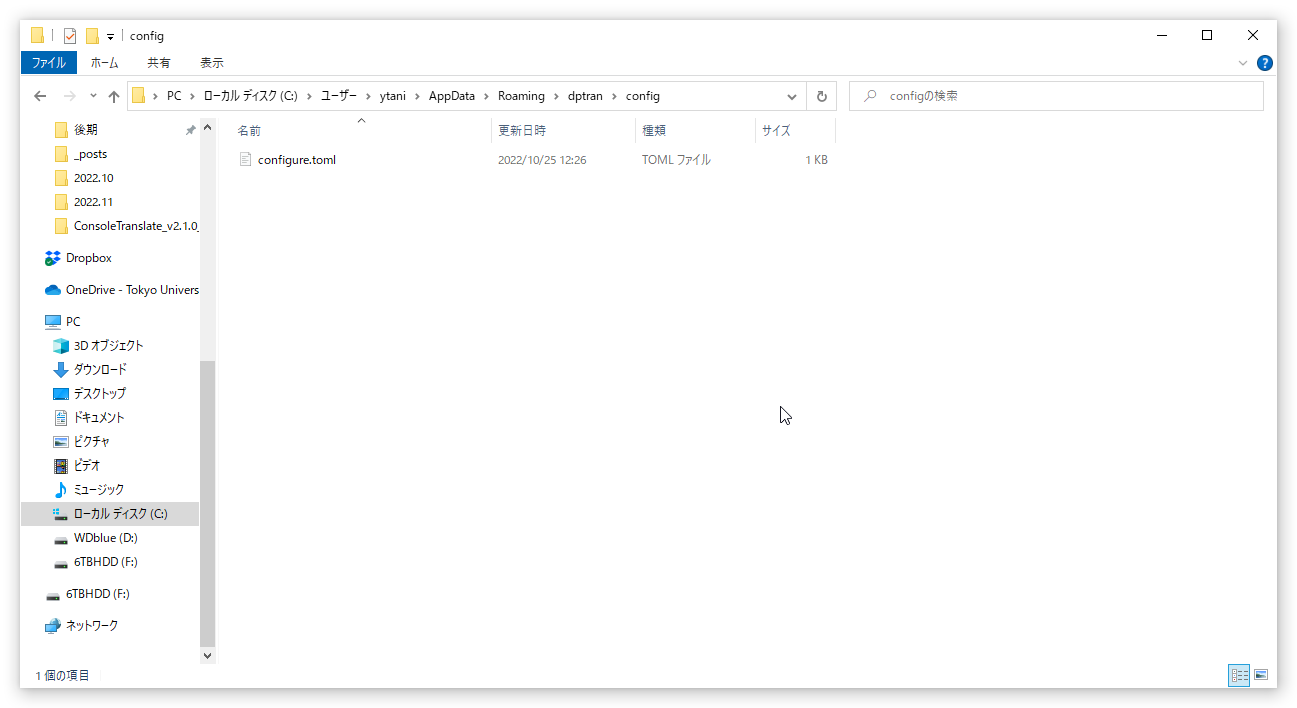 config
ファイル ホーム 共有 表示
PC ローカル ディスク (C:) ユーザー ytani AppData Roaming dptran config configの検索
名前 更新日時 種類 サイズ
configure.toml 2022/10/25 12:26 TOML ファイル 1 KB
後期
_posts
2022.10
2022.11
ConsoleTranslate_v2.1.0_
Dropbox
OneDrive - Tokyo Univers
PC
3D オブジェクト
ダウンロード
デスクトップ
ドキュメント
ピクチャ
ビデオ
ミュージック
ローカル ディスク (C:)
WDblue (D:)
6TBHDD (F:)
6TBHDD (F:)
ネットワーク
1 個の項目